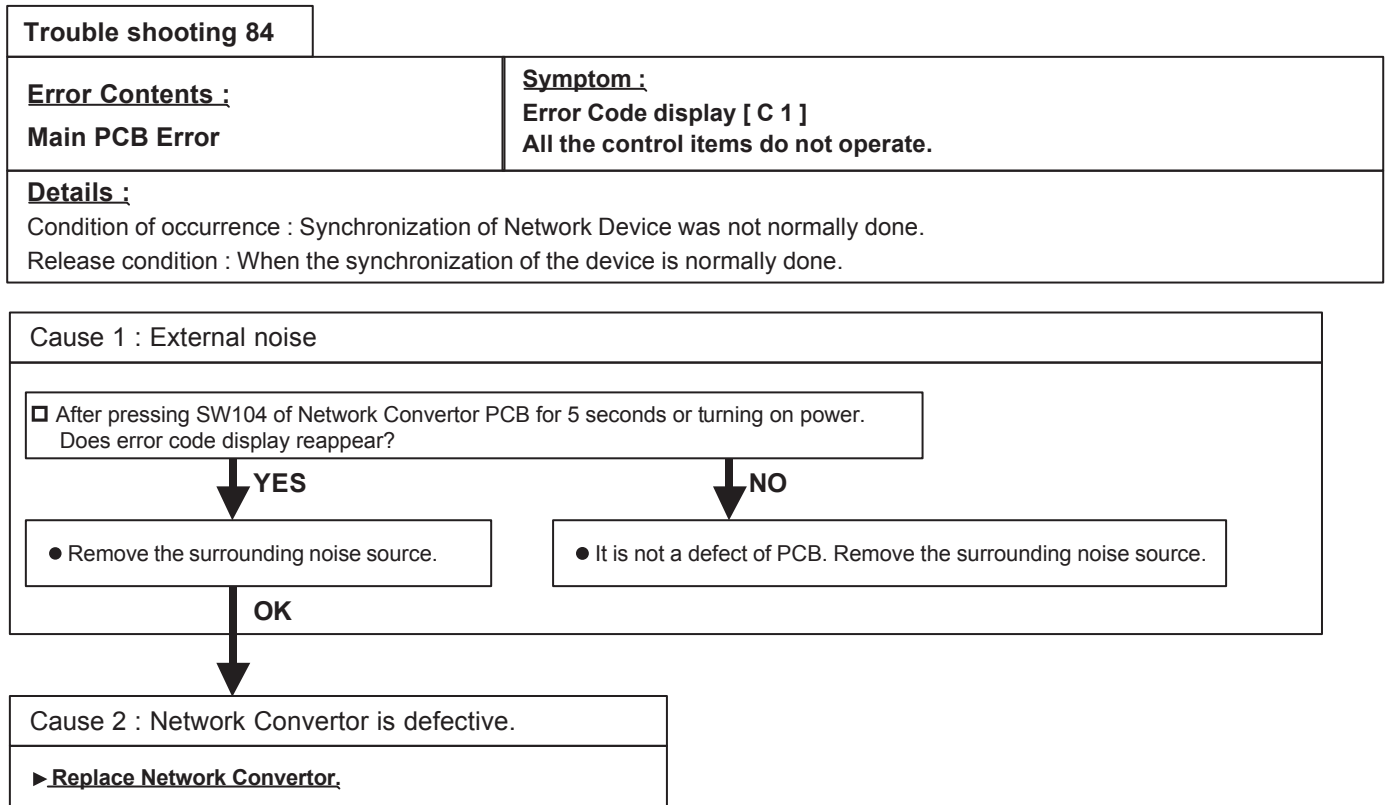 Trouble shooting 84
Error Contents :
Main PCB Error
Symptom :
Error Code display [ C 1 ]
All the control items do not operate.
Details :
Condition of occurrence : Synchronization of Network Device was not normally done.
Release condition : When the synchronization of the device is normally done.
Cause 1 : External noise
After pressing SW104 of Network Convertor PCB for 5 seconds or turning on power.
Does error code display reappear?
YES
NO
● Remove the surrounding noise source.
● It is not a defect of PCB. Remove the surrounding noise source.
OK
Cause 2 : Network Convertor is defective.
►Replace Network Convertor.